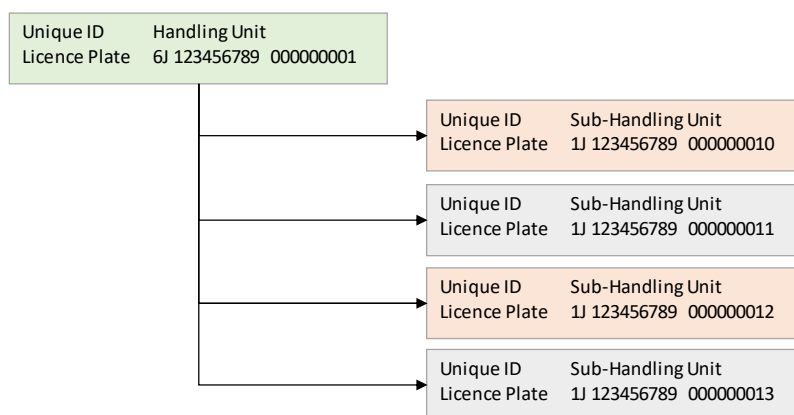 Unique ID Handling Unit
Licence Plate 6J 123456789 000000001
Unique ID Sub-Handling Unit
Licence Plate 1J 123456789 000000010
Unique ID Sub-Handling Unit
Licence Plate 1J 123456789 000000011
Unique ID Sub-Handling Unit
Licence Plate 1J 123456789 000000012
Unique ID Sub-Handling Unit
Licence Plate 1J 123456789 000000013